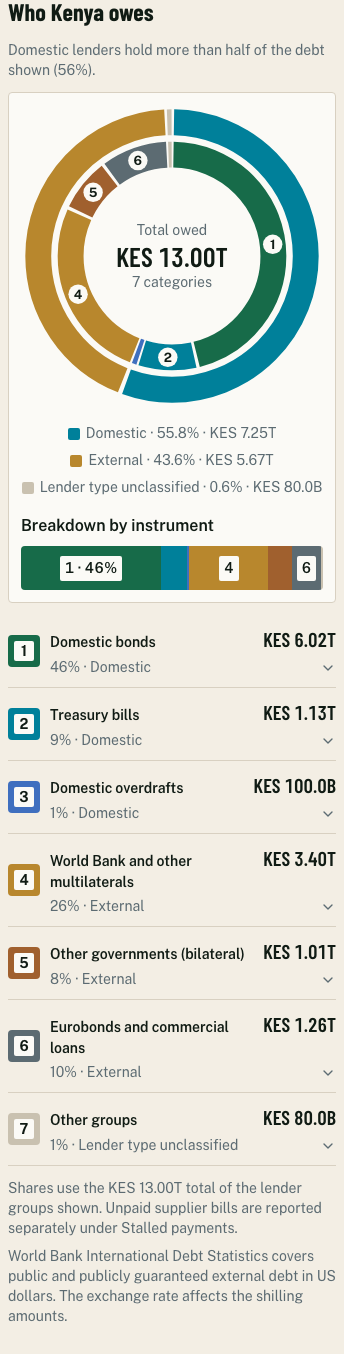 Who Kenya owes
Domestic lenders hold more than half of the debt
shown (56%).
6
5
1
Total owed
KES 13.00T
7 categories
4
2
Domestic · 55.8% · KES 7.25T
External · 43.6% · KES 5.67T
Lender type unclassified · 0.6% · KES 80.0B
Breakdown by instrument
1 · 46%
4
6
1
Domestic bonds
KES 6.02T
46% · Domestic
2
Treasury bills
KES 1.13T
9% · Domestic
3
Domestic overdrafts
KES 100.0B
1% · Domestic
4
World Bank and other
multilaterals
KES 3.40T
26% · External
5
Other governments (bilateral)
KES 1.01T
8% · External
6
Eurobonds and commercial
loans
KES 1.26T
10% · External
7
Other groups
KES 80.0B
1% · Lender type unclassified
Shares use the KES 13.00T total of the lender
groups shown. Unpaid supplier bills are reported
separately under Stalled payments.
World Bank International Debt Statistics covers
public and publicly guaranteed external debt in US
dollars. The exchange rate affects the shilling
amounts.